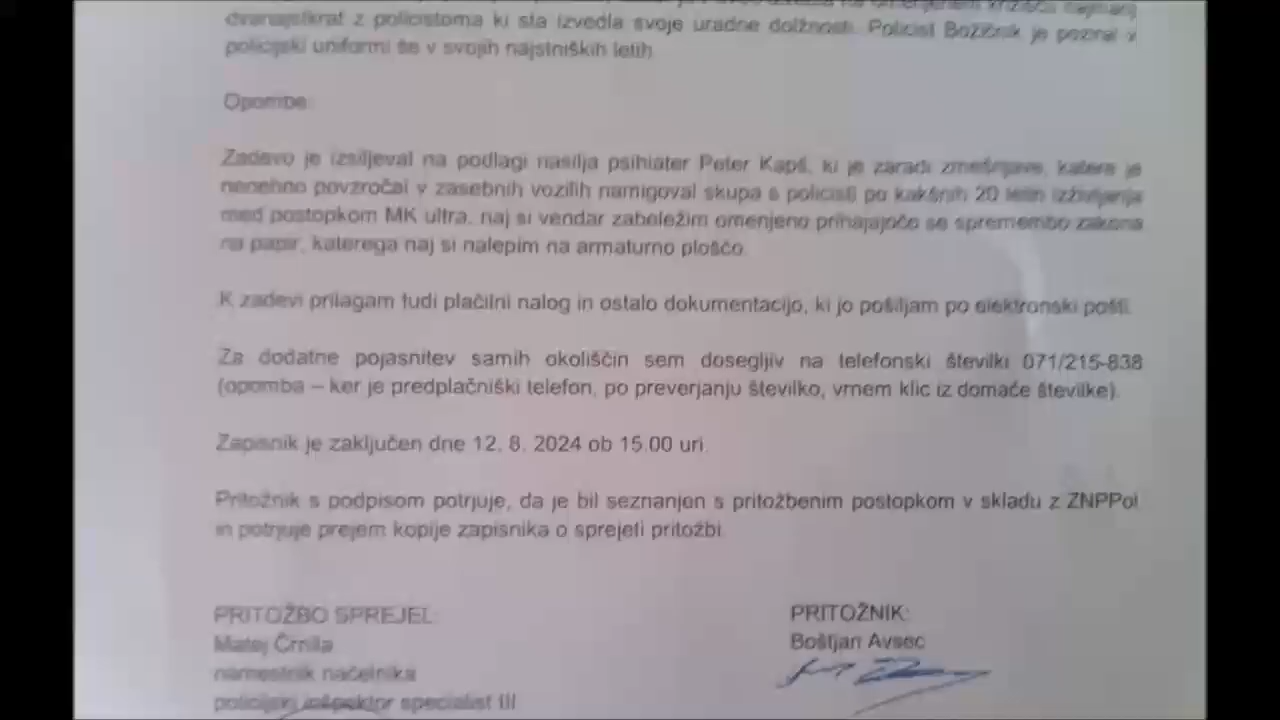 dvanajstkrat z policistoma ki sta izvedla svoje uradne dolžnosti. Policist Božičnik je poziral v
policijski uniformi še v svojih najstniških letih.
Opombe:
Zadevo je izsiljeval na podlagi nasilja psihiater Peter Kapš, ki je zaradi zmešnjave, katera je
nenehno povzročal v zasebnih vozilih namigoval skupa s policisti po kakšnih 20 letih izživljanja
med postopkom MK ultra, naj si vendar zabeležim omenjeno prihajajočo se spremembo zakona
na papir, katerega naj si nalepim na armaturno ploščo.
K zadevi prilagam tudi plačilni nalog in ostalo dokumentacijo, ki jo pošiljam po elektronski pošti.
Za dodatne pojasnitev samih okoliščin sem dosegljiv na telefonski številki 071/215-838
(opomba – ker je predplačniški telefon, po preverjanju številko, vrnem klic iz domače številke).
Zapisnik je zaključen dne 12. 8. 2024 ob 15.00 uri.
Pritožnik s podpisom potrjuje, da je bil seznanjen s pritožbenim postopkom v skladu z ZNPPol
in potrjuje prejem kopije zapisnika o sprejeti pritožbi.
PRITOŽBO SPREJEL:
Matej Črnila
namestnik načelnika
policijski inšpektor specialist III
PRITOŽNIK:
Boštjan Avsec